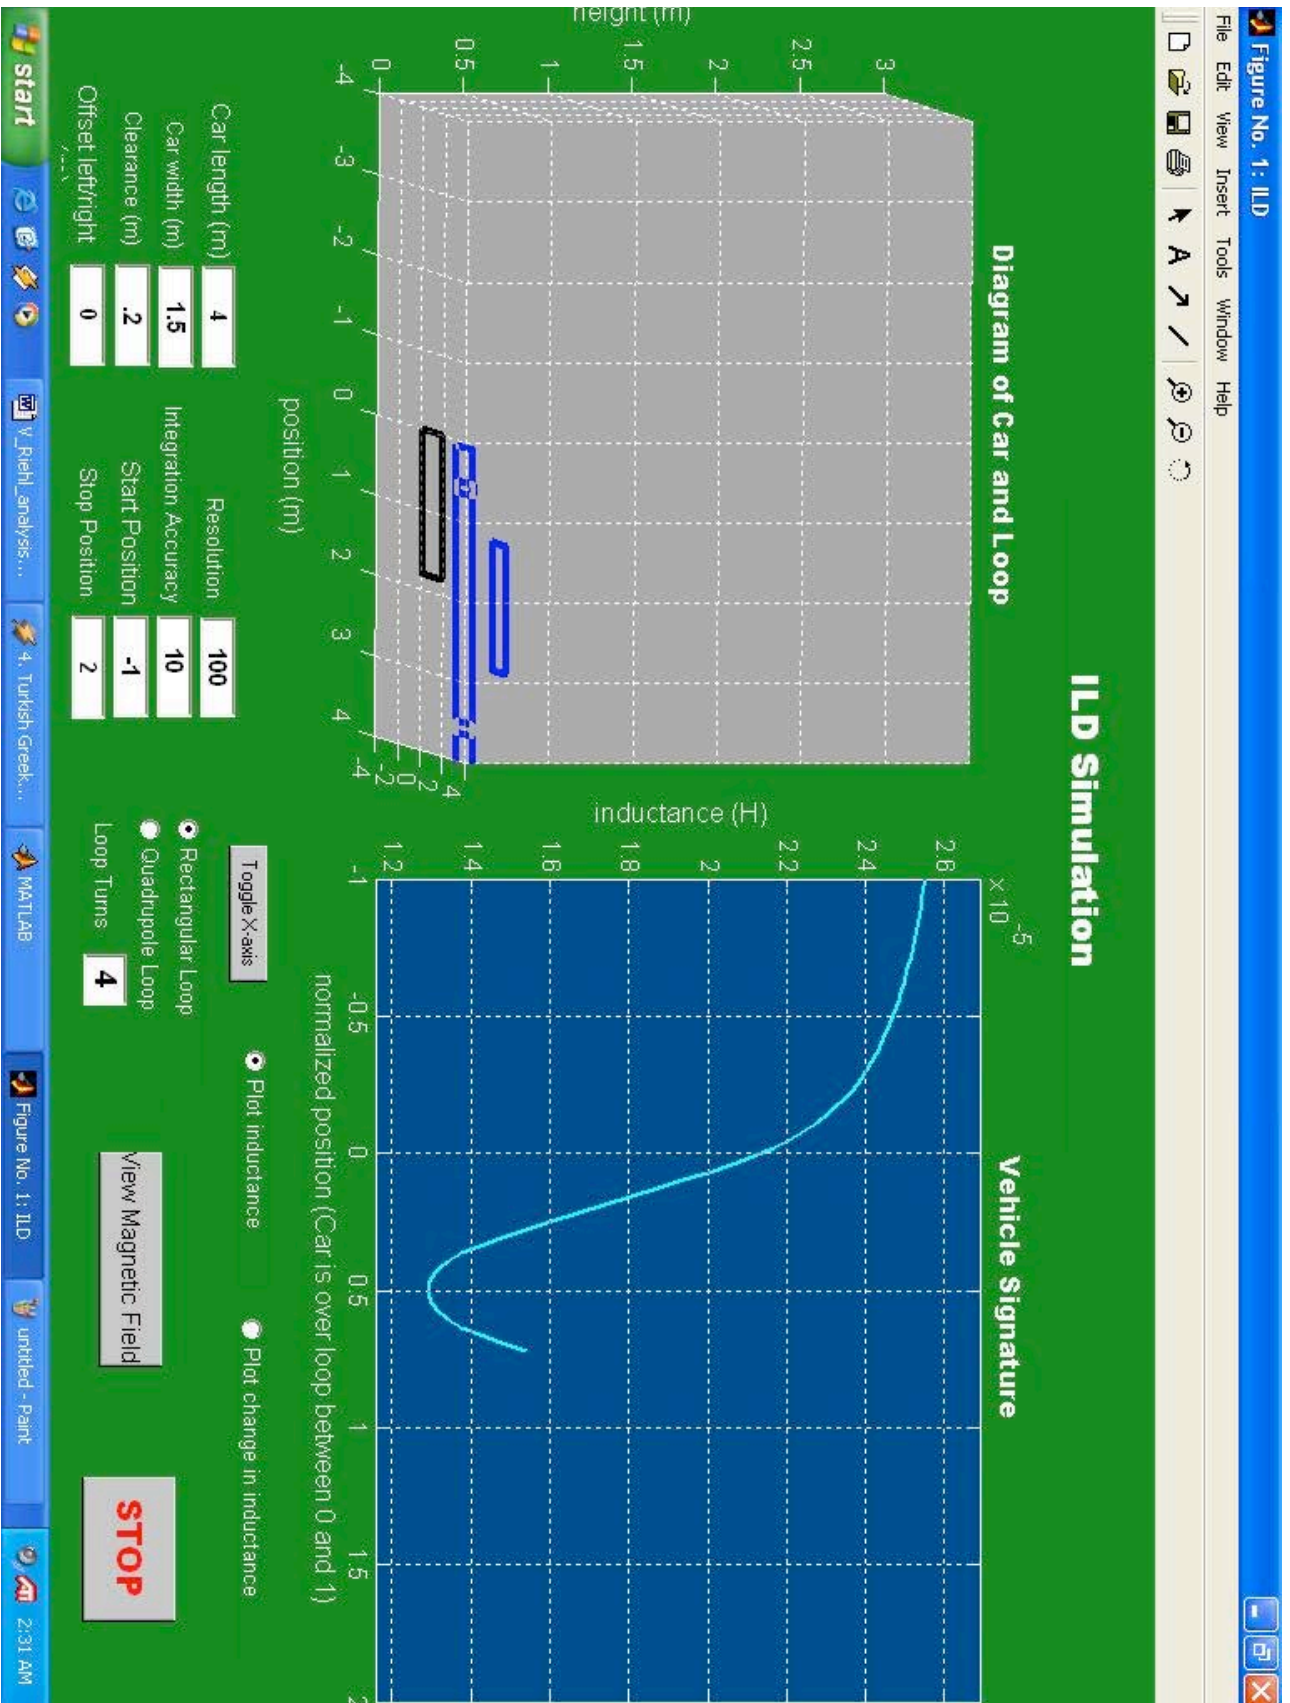 Figure No. 1: ILD
File Edit View Insert Tools Window Help
ILD Simulation
Diagram of Car and Loop
height (m)
3
2.5
2
1.5
1
0.5
0
-4 -3 -2 -1 0 1 2 3 4
-4 -2 0 2 4
position (m)
Vehicle Signature
x 10
-5
inductance (H)
2.6
2.4
2.2
2
1.8
1.6
1.4
1.2
-1 -0.5 0 0.5 1 1.5 2
normalized position (Car is over loop between 0 and 1)
Car length (m) 4
Car width (m) 1.5
Clearance (m) .2
Offset left/right 0
Resolution 100
Integration Accuracy 10
Start Position -1
Stop Position 2
Toggle X-axis
Rectangular Loop
Quadrupole Loop
Loop Turns 4
Plot inductance
Plot change in inductance
View Magnetic Field
STOP
start V_Riehl_analysis... 4. Turkish Greek.... MATLAB Figure No. 1: ILD untitled - Paint 2:31 AM